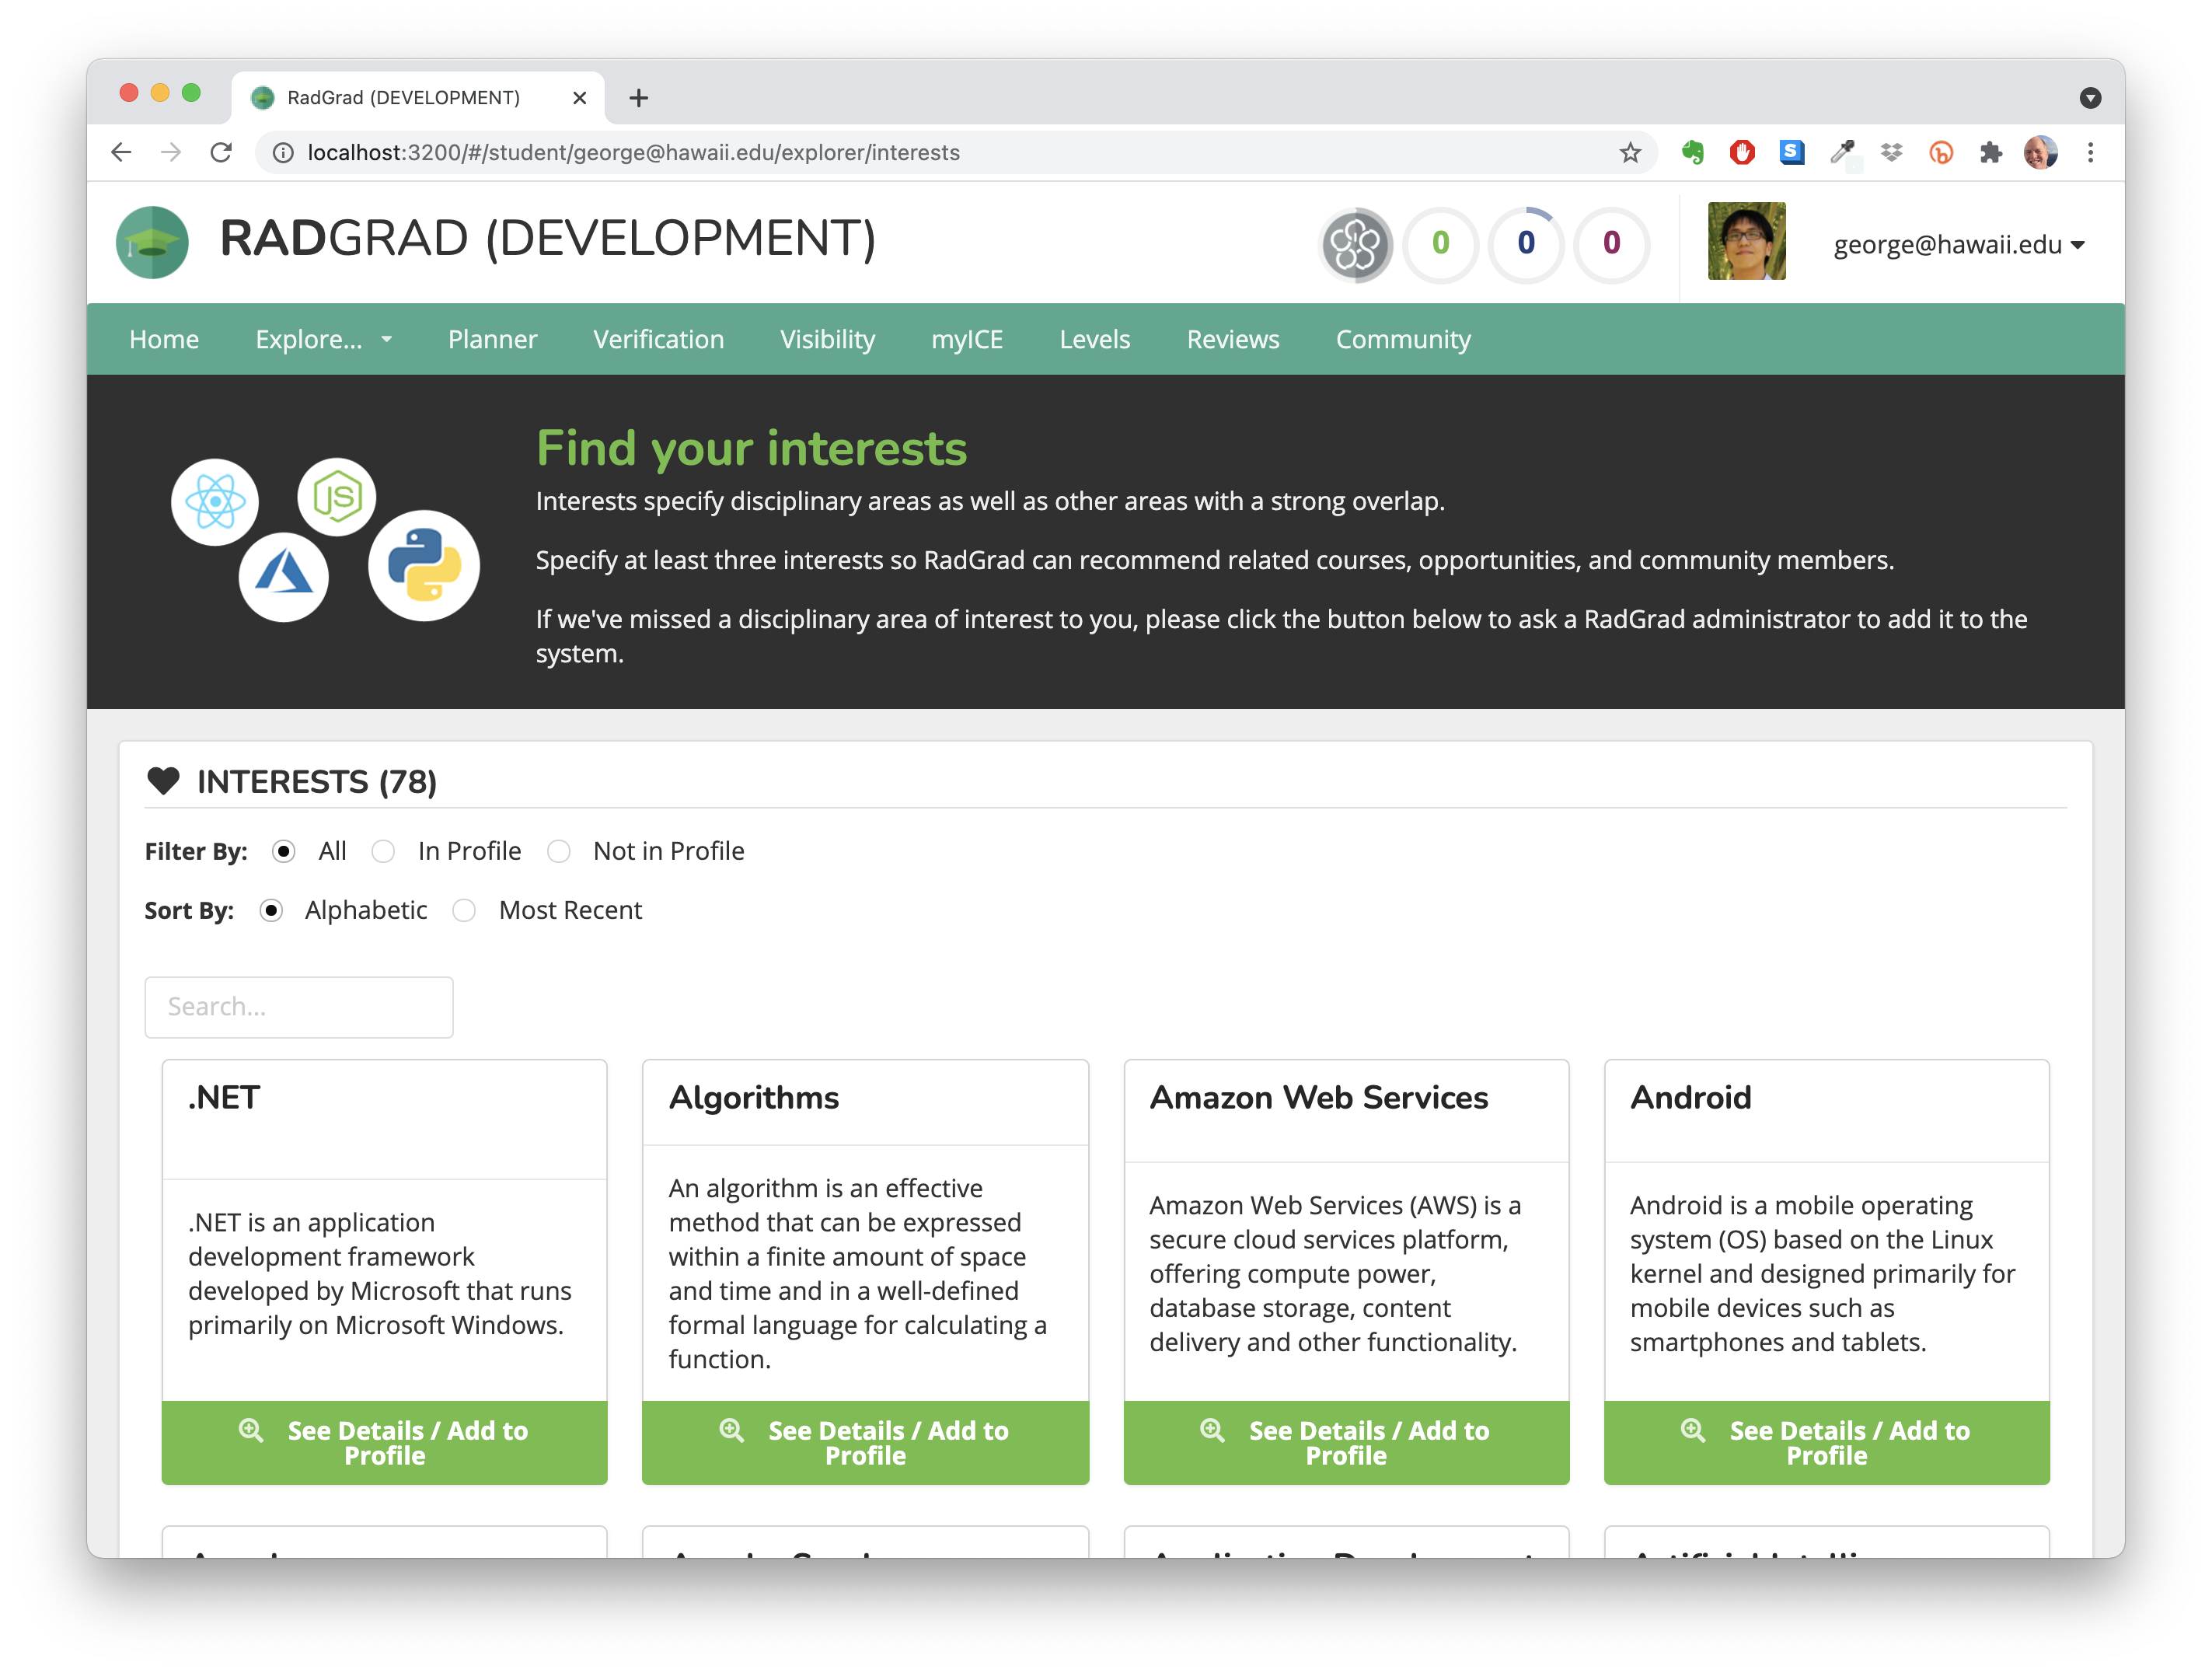 RadGrad (DEVELOPMENT)
localhost:3200/#/student/george@hawaii.edu/explorer/interests
RADGRAD (DEVELOPMENT)
0
0
0
george@hawaii.edu
Home
Explore...
Planner
Verification
Visibility
myICE
Levels
Reviews
Community
JS
Find your interests
Interests specify disciplinary areas as well as other areas with a strong overlap.
Specify at least three interests so RadGrad can recommend related courses, opportunities, and community members.
If we've missed a disciplinary area of interest to you, please click the button below to ask a RadGrad administrator to add it to the
system.
INTERESTS (78)
Filter By: All In Profile Not in Profile
Sort By: Alphabetic Most Recent
Search...
.NET
.NET is an application
development framework
developed by Microsoft that runs
primarily on Microsoft Windows.
See Details / Add to
Profile
Algorithms
An algorithm is an effective
method that can be expressed
within a finite amount of space
and time and in a well-defined
formal language for calculating a
function.
See Details / Add to
Profile
Amazon Web Services
Amazon Web Services (AWS) is a
secure cloud services platform,
offering compute power,
database storage, content
delivery and other functionality.
See Details / Add to
Profile
Android
Android is a mobile operating
system (OS) based on the Linux
kernel and designed primarily for
mobile devices such as
smartphones and tablets.
See Details / Add to
Profile
Application Development